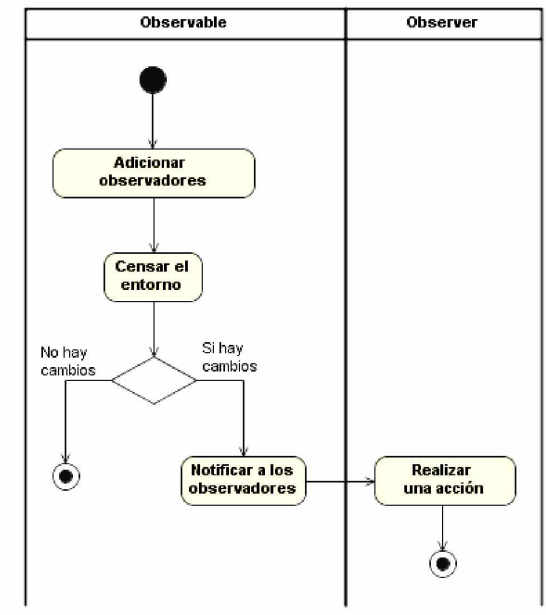 Observable
Observer
Adicionar
observadores
Censar el
entorno
No hay
cambios
Si hay
cambios
Notificar a los
observadores
Realizar
una acción